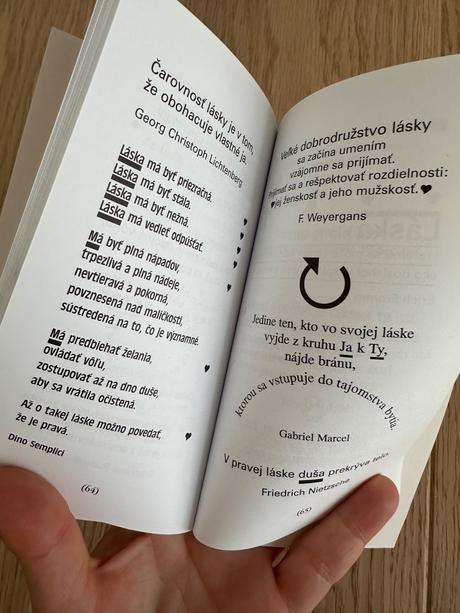 Čarovnosť lásky je v tom,
že obohacuje vlastné ja.
Georg Christoph Lichtenberg
Láska má byť priezračná.
Láska má byť stála.
Láska má byť nežná.
Láska má vedieť odpúšťať.
Má byť plná nápadov,
trpezlivá a plná nádeje,
nevtieravá a pokorná,
povznesená nad malichosti,
sústredená na to, čo je významné.
Má predbiehať želania,
ovládať vôľu,
zostupovať až na dno duše,
aby sa vrátila očistená.
Až o takej láske možno povedať,
že je pravá.
Dino Semplici
(64)
Veľké dobrodružstvo lásky
sa začína umením
vzájomne sa prijímať.
Prijímať sa a rešpektovať rozdielenosti:
jej ženskosť a jeho mužskosť.
F. Weyergans
Jedine ten, kto vo svojej láske
vyjde z kruhu Ja k Ty,
nájde bránu,
ktorou sa vstupuje do tajomstva bytia.
Gabriel Marcel
V pravej láske duša prekrýva telo.
Friedrich Nietzsche
(65)